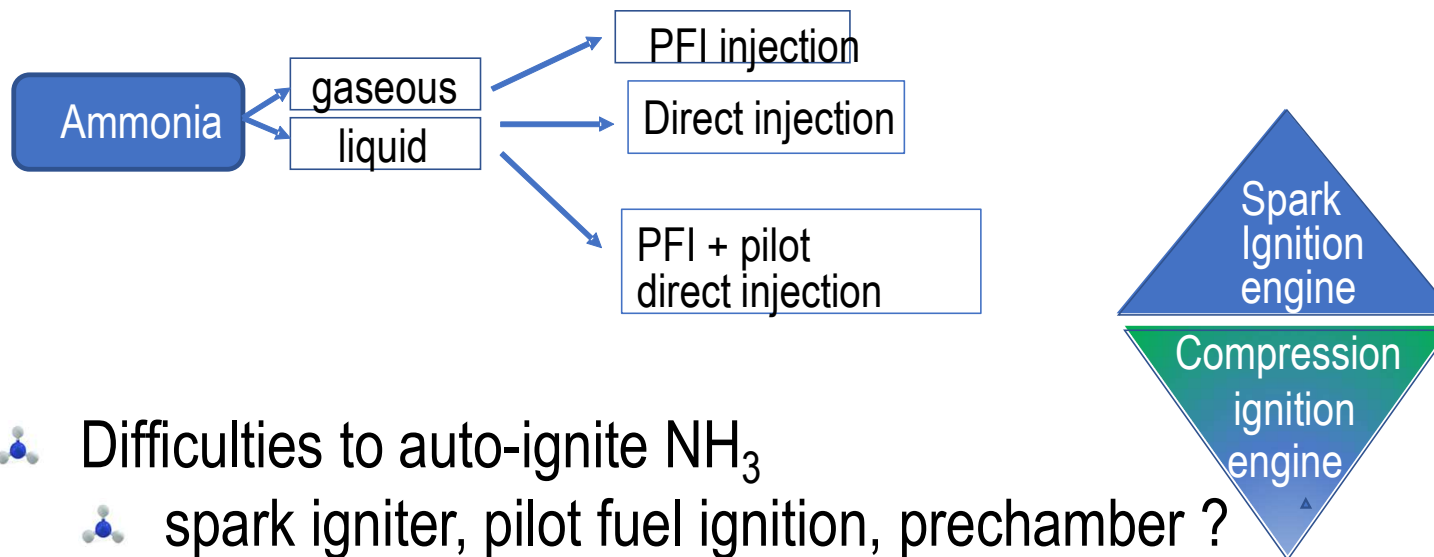 Ammonia
gaseous
liquid
PFI injection
Direct injection
PFI + pilot
direct injection
Spark
Ignition
engine
Compression
ignition
engine
Difficulties to auto-ignite NH₃
spark igniter, pilot fuel ignition, prechamber ?